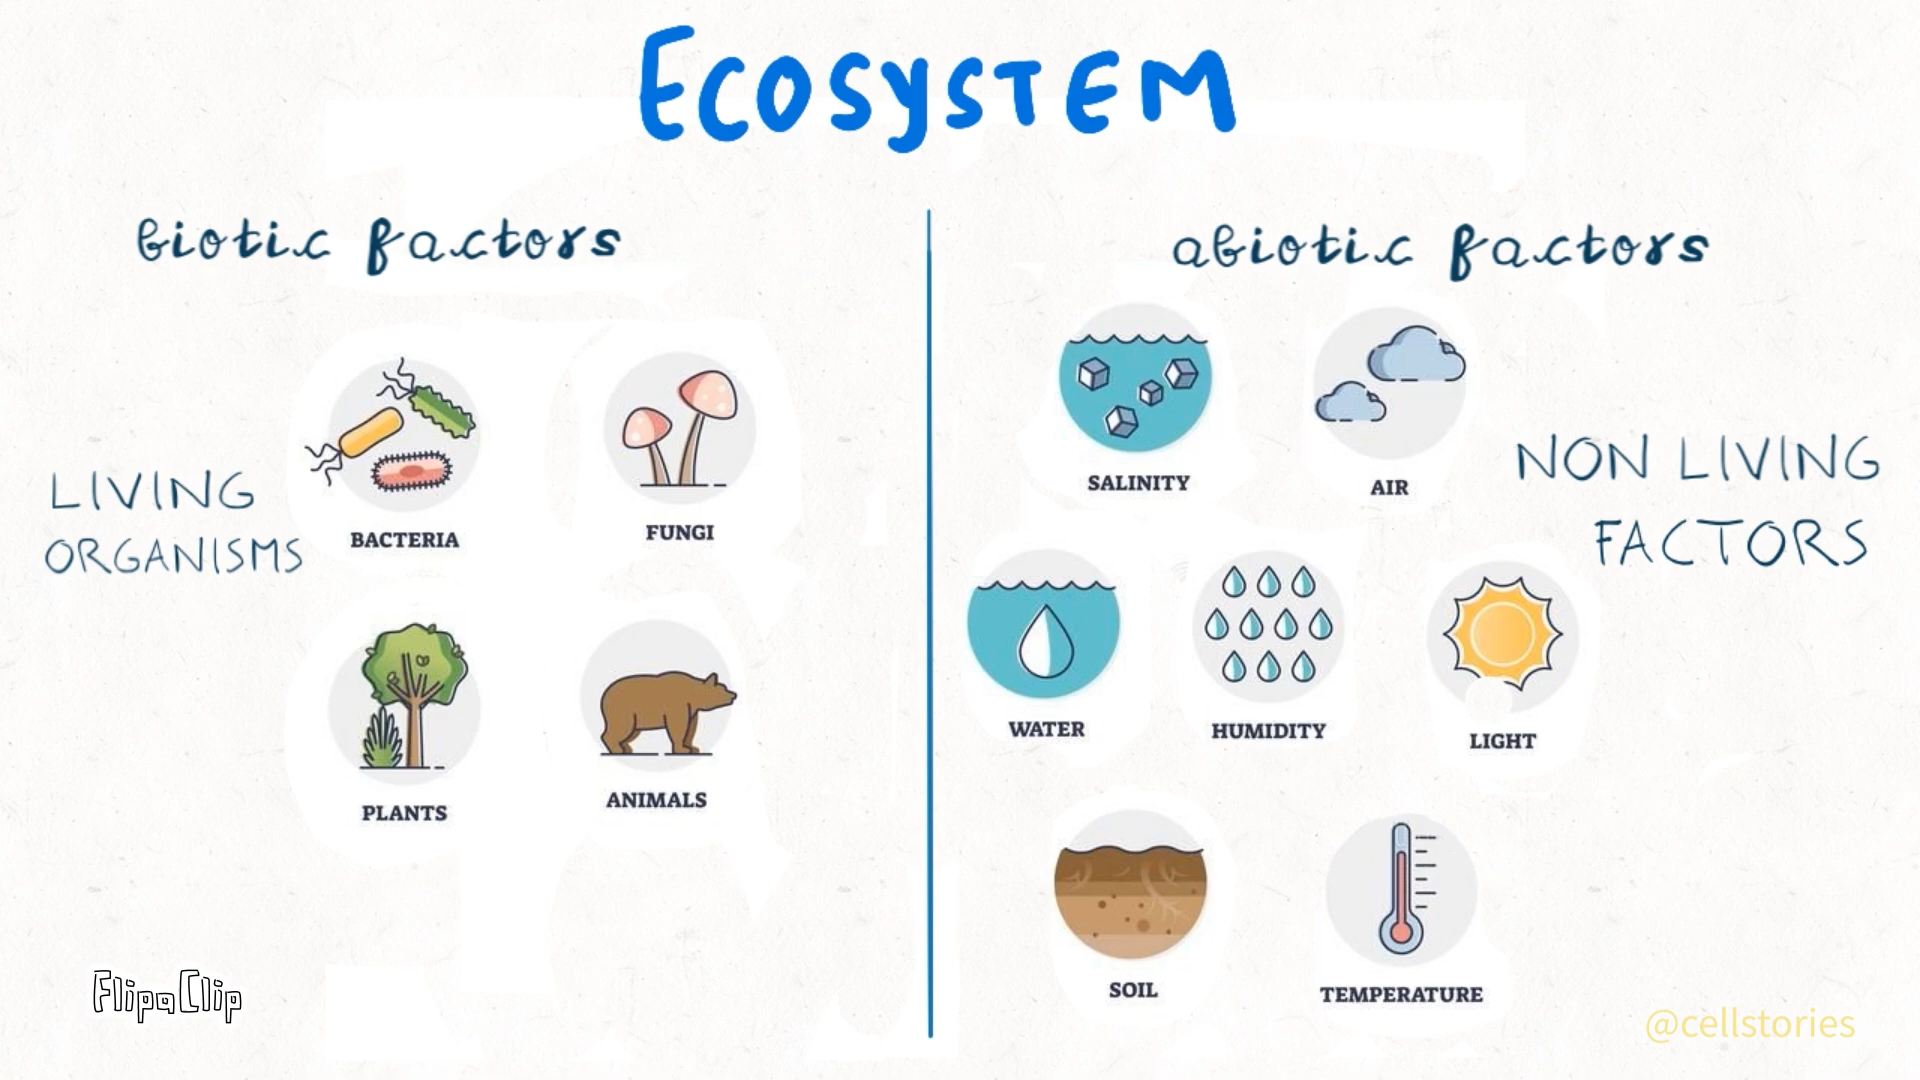 ECOSYSTEM
biotic factors
abiotic factors
LIVING
ORGANISMS
BACTERIA
FUNGI
PLANTS
ANIMALS
SALINITY
AIR
NON LIVING
FACTORS
WATER
HUMIDITY
LIGHT
SOIL
TEMPERATURE
FlipaClip
@cellstories